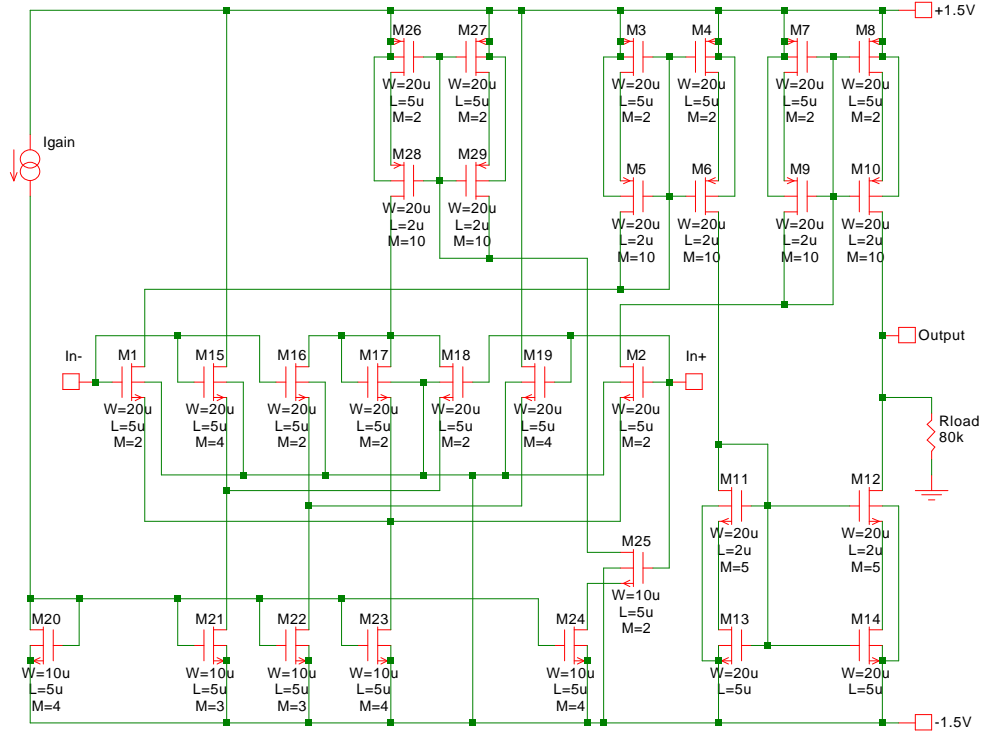 +1.5V
M26
M27
M3
M4
M7
M8
W=20u
L=5u
M=2
W=20u
L=5u
M=2
W=20u
L=5u
M=2
W=20u
L=5u
M=2
W=20u
L=5u
M=2
W=20u
L=5u
M=2
Igain
M28
M29
M5
M6
M9
M10
W=20u
L=2u
M=10
W=20u
L=2u
M=10
W=20u
L=2u
M=10
W=20u
L=2u
M=10
W=20u
L=2u
M=10
W=20u
L=2u
M=10
Output
In-
M1
M15
M16
M17
M18
M19
M2
In+
W=20u
L=5u
M=2
W=20u
L=5u
M=4
W=20u
L=5u
M=2
W=20u
L=5u
M=2
W=20u
L=5u
M=2
W=20u
L=5u
M=4
W=20u
L=5u
M=2
Rload
80k
M11
M12
W=20u
L=2u
M=5
W=20u
L=2u
M=5
M25
W=10u
L=5u
M=2
M20
M21
M22
M23
M24
M13
M14
W=10u
L=5u
M=4
W=10u
L=5u
M=3
W=10u
L=5u
M=3
W=10u
L=5u
M=4
W=10u
L=5u
M=4
W=20u
L=5u
W=20u
L=5u
-1.5V